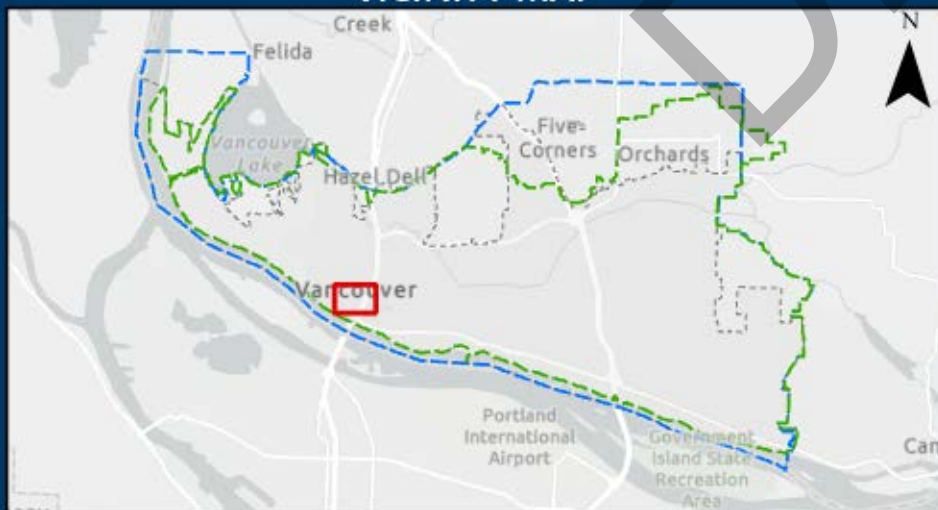 N
Creek
Felida
Vancouver
Lake
Five
Corners
Orchards
Hazel Dell
Vancouver
Portland
International
Airport
Government
Island State
Recreation
Area